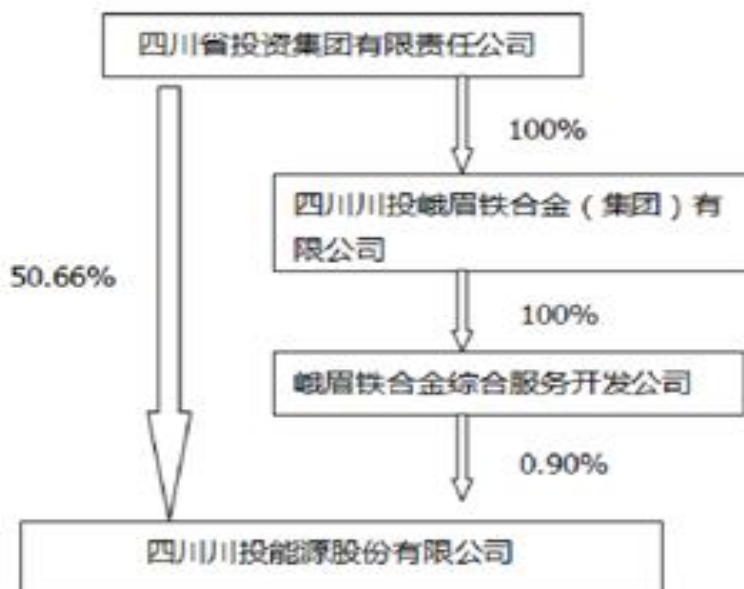 四川省投资集团有限责任公司
100%
四川川投峨眉铁合金（集团）有
限公司
50.66%
100%
峨眉铁合金综合服务开发公司
0.90%
四川川投能源股份有限公司